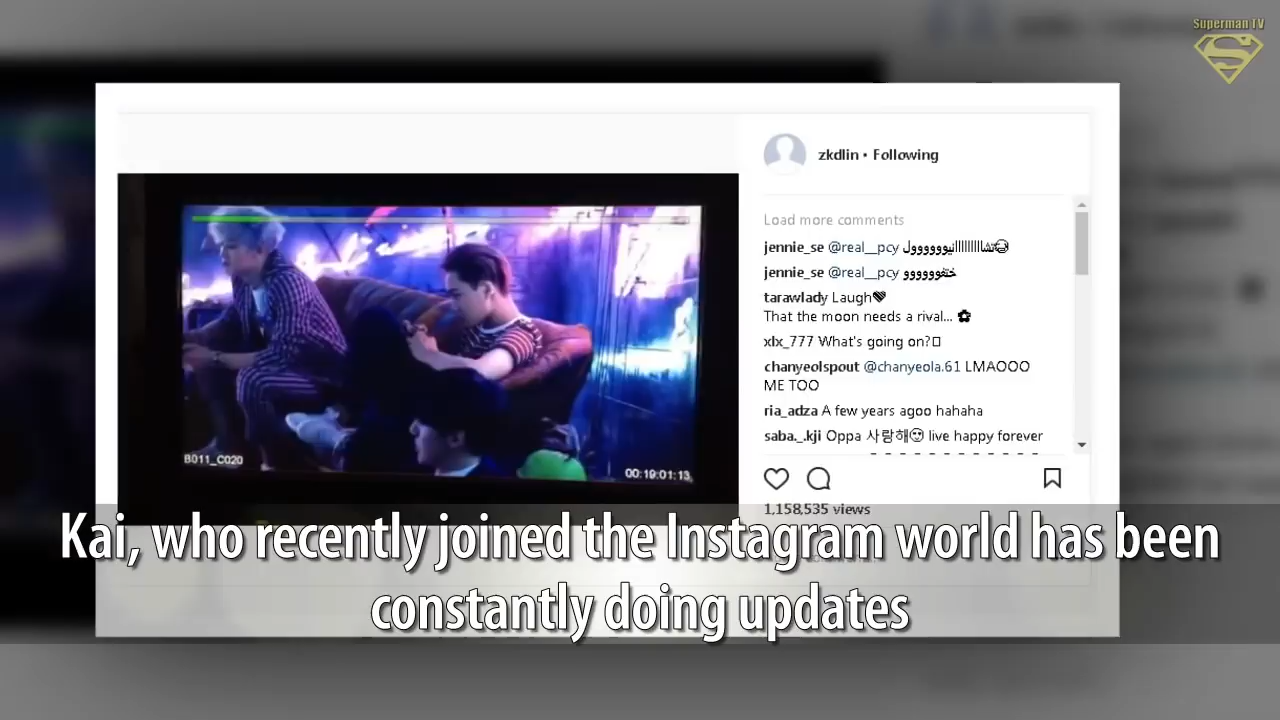 Superman TV
zkdlin • Following
Load more comments
jennie_se @real__pcy تشااااااااانيوووووول😂
jennie_se @real__pcy ختفوووووو
tarawlady Laugh💘
That the moon needs a rival... ✿
xlx_777 What's going on?
chanyeolspout @chanyeola.61 LMAOOO
ME TOO
ria_adza A few years agoo hahaha
saba._.kji Oppa 사랑해😍 live happy forever
B011_C020
00:19:01:13
1,158,535 views
Kai, who recently joined the Instagram world has been
constantly doing updates